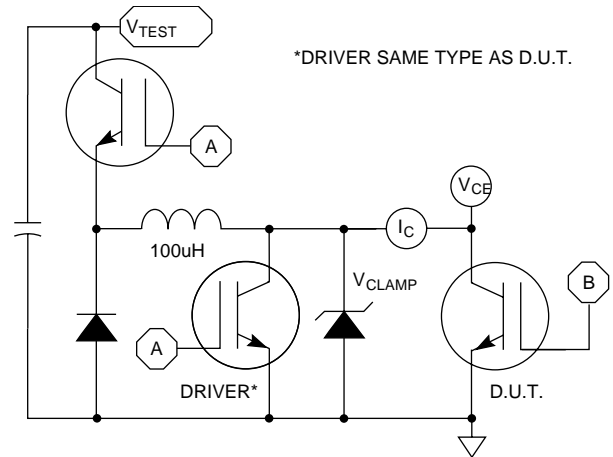 VTEST
*DRIVER SAME TYPE AS D.U.T.
A
VCE
100uH
IC
VCLAMP
B
A
DRIVER*
D.U.T.